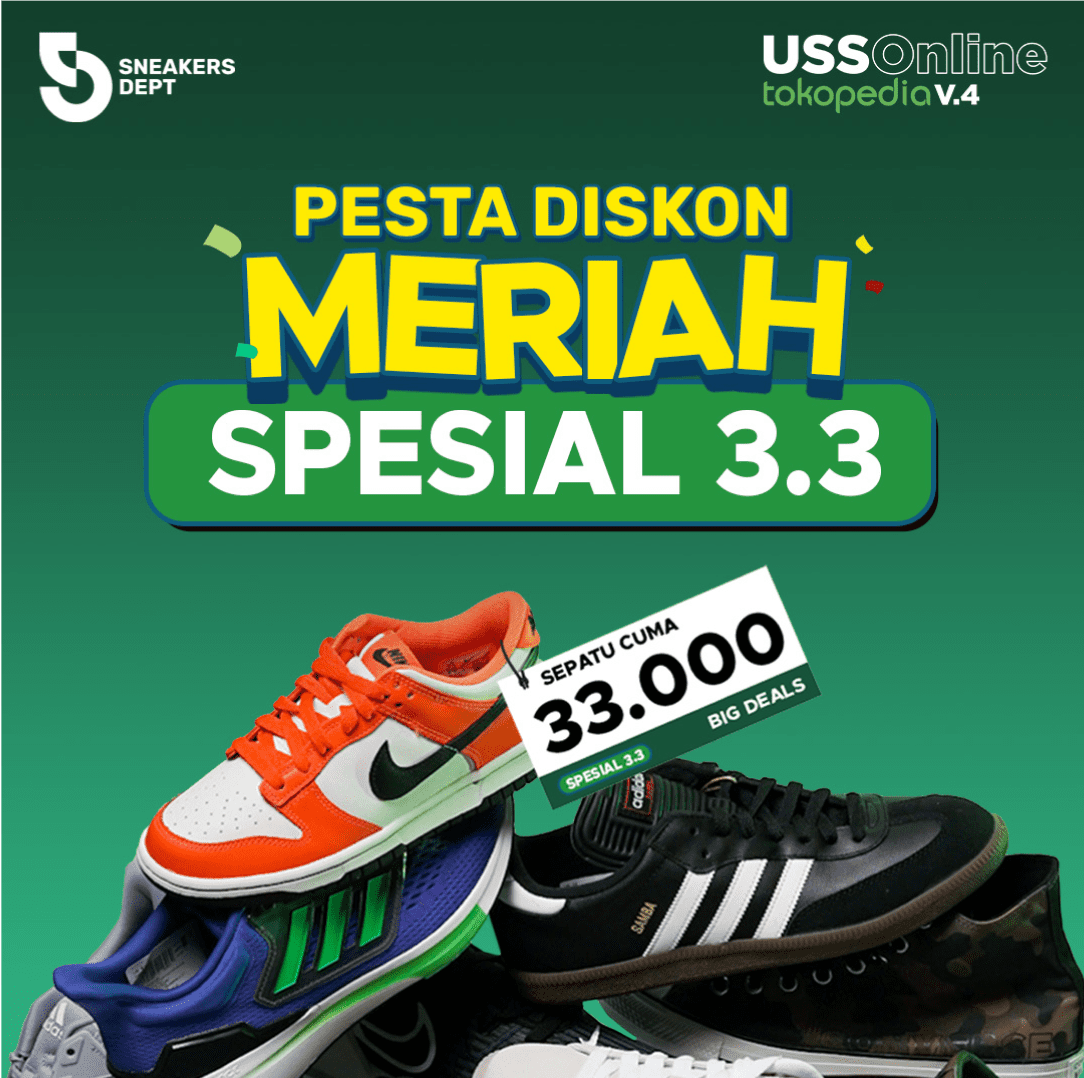 SNEAKERS
DEPT
USSOnline
tokopedia V.4
PESTA DISKON
MERIAH
SPESIAL 3.3
SEPATU CUMA
33.000
BIG DEALS
SPESIAL 3.3
adidas
SAMBA